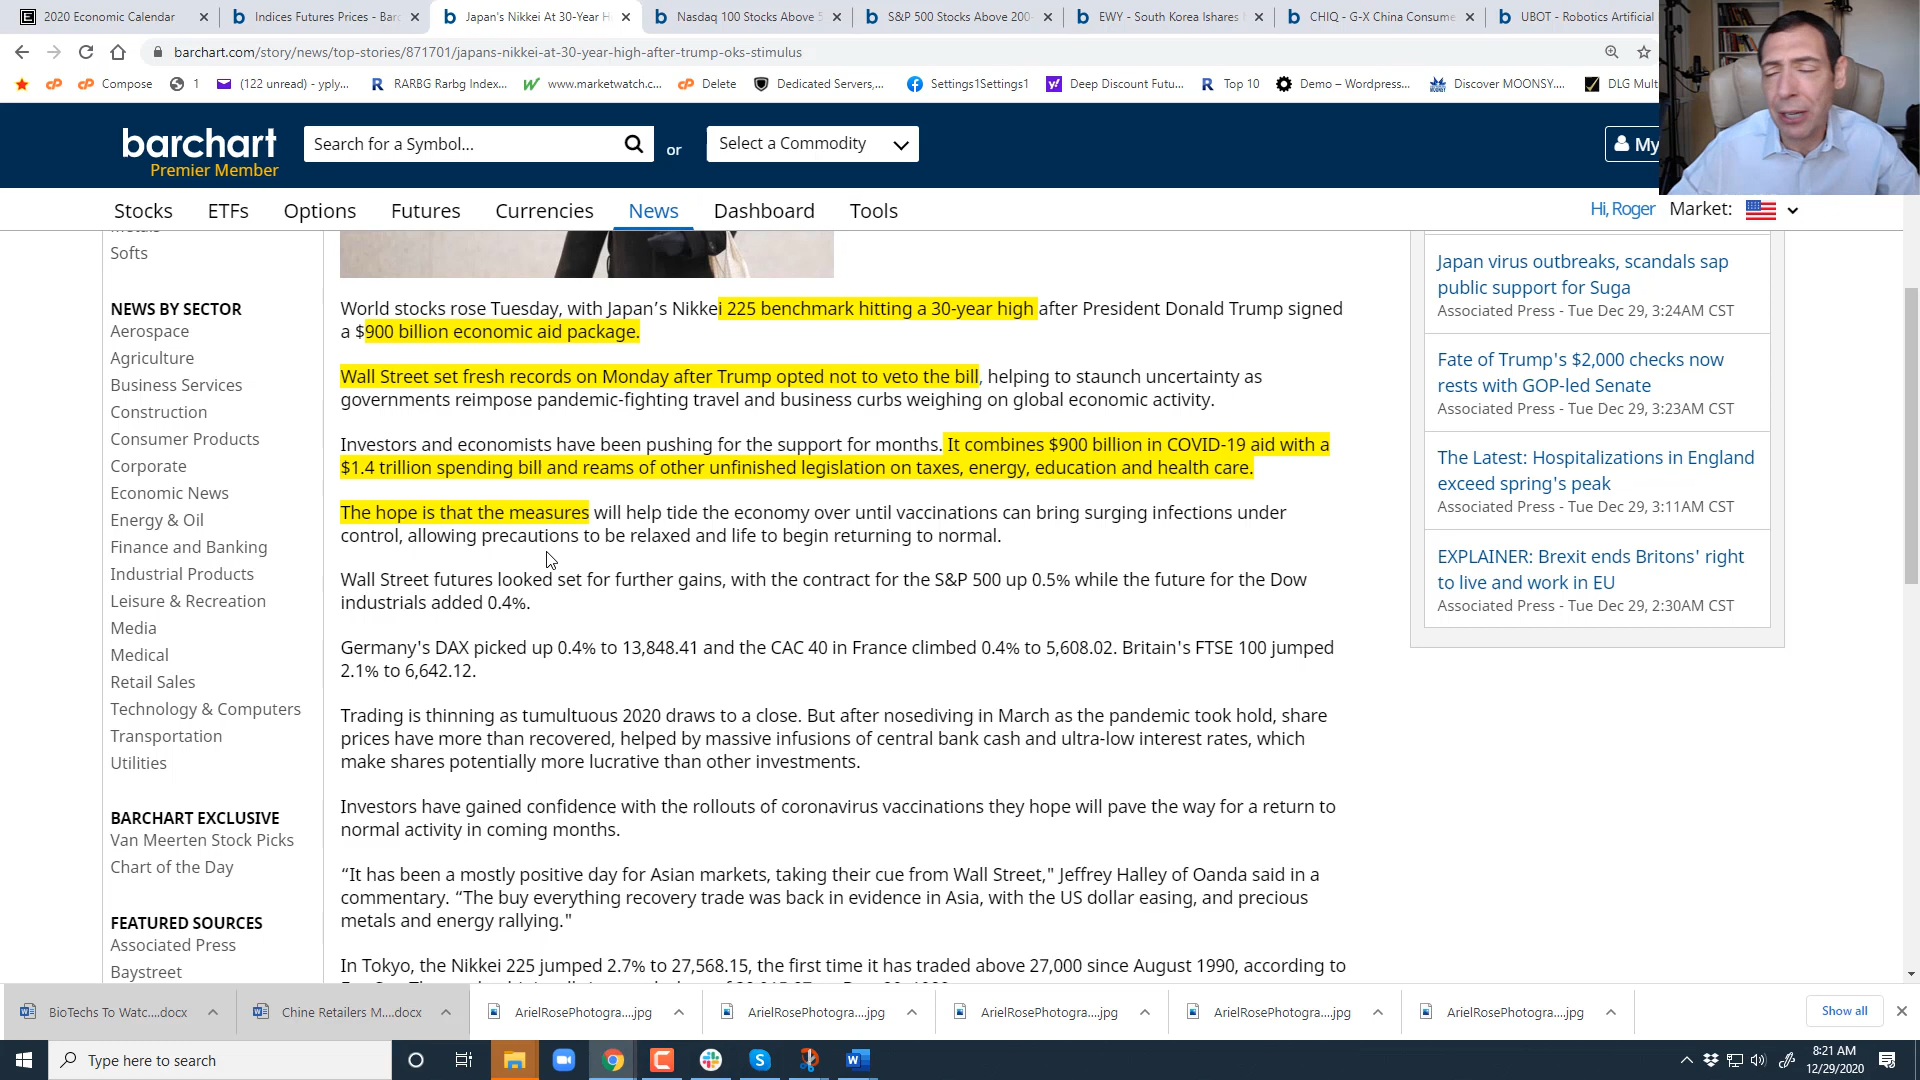 2020 Economic Calendar
Indices Futures Prices - Barc
Japan's Nikkei At 30-Year H
Nasdaq 100 Stocks Above 5
S&P 500 Stocks Above 200-
EWY - South Korea Ishares
CHIQ - G-X China Consume
UBOT - Robotics Artificial
barchart.com/story/news/top-stories/871701/japans-nikkei-at-30-year-high-after-trump-oks-stimulus
Compose
1
(122 unread) - yply...
RARBG Rarbg Index...
www.marketwatch.c...
Delete
Dedicated Servers,...
Settings1Settings1
Deep Discount Futu...
Top 10
Demo – Wordpress...
Discover MOONSY....
DLG Mult
barchart
Premier Member
Search for a Symbol...
or
Select a Commodity
My
Stocks
ETFs
Options
Futures
Currencies
News
Dashboard
Tools
Hi, Roger
Market:
Metals
Softs
NEWS BY SECTOR
Aerospace
Agriculture
Business Services
Construction
Consumer Products
Corporate
Economic News
Energy & Oil
Finance and Banking
Industrial Products
Leisure & Recreation
Media
Medical
Retail Sales
Technology & Computers
Transportation
Utilities
BARCHART EXCLUSIVE
Van Meerten Stock Picks
Chart of the Day
FEATURED SOURCES
Associated Press
Baystreet
World stocks rose Tuesday, with Japan’s Nikkei 225 benchmark hitting a 30-year high after President Donald Trump signed
a $900 billion economic aid package.
Wall Street set fresh records on Monday after Trump opted not to veto the bill, helping to staunch uncertainty as
governments reimpose pandemic-fighting travel and business curbs weighing on global economic activity.
Investors and economists have been pushing for the support for months. It combines $900 billion in COVID-19 aid with a
$1.4 trillion spending bill and reams of other unfinished legislation on taxes, energy, education and health care.
The hope is that the measures will help tide the economy over until vaccinations can bring surging infections under
control, allowing precautions to be relaxed and life to begin returning to normal.
Wall Street futures looked set for further gains, with the contract for the S&P 500 up 0.5% while the future for the Dow
industrials added 0.4%.
Germany's DAX picked up 0.4% to 13,848.41 and the CAC 40 in France climbed 0.4% to 5,608.02. Britain's FTSE 100 jumped
2.1% to 6,642.12.
Trading is thinning as tumultuous 2020 draws to a close. But after nosediving in March as the pandemic took hold, share
prices have more than recovered, helped by massive infusions of central bank cash and ultra-low interest rates, which
make shares potentially more lucrative than other investments.
Investors have gained confidence with the rollouts of coronavirus vaccinations they hope will pave the way for a return to
normal activity in coming months.
“It has been a mostly positive day for Asian markets, taking their cue from Wall Street," Jeffrey Halley of Oanda said in a
commentary. “The buy everything recovery trade was back in evidence in Asia, with the US dollar easing, and precious
metals and energy rallying."
In Tokyo, the Nikkei 225 jumped 2.7% to 27,568.15, the first time it has traded above 27,000 since August 1990, according to
Japan virus outbreaks, scandals sap
public support for Suga
Associated Press - Tue Dec 29, 3:24AM CST
Fate of Trump's $2,000 checks now
rests with GOP-led Senate
Associated Press - Tue Dec 29, 3:23AM CST
The Latest: Hospitalizations in England
exceed spring's peak
Associated Press - Tue Dec 29, 3:11AM CST
EXPLAINER: Brexit ends Britons' right
to live and work in EU
Associated Press - Tue Dec 29, 2:30AM CST
BioTechs To Watc....docx
Chine Retailers M....docx
ArielRosePhotogra....jpg
ArielRosePhotogra....jpg
ArielRosePhotogra....jpg
ArielRosePhotogra....jpg
ArielRosePhotogra....jpg
Show all
Type here to search
8:21 AM
12/29/2020